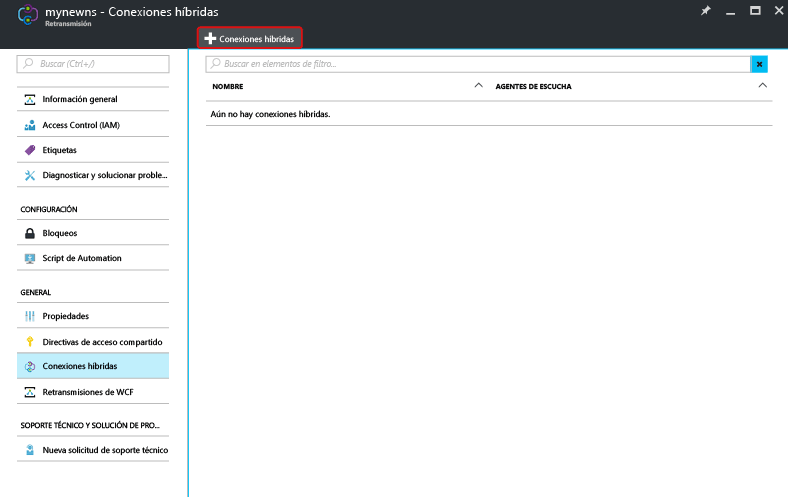 mynewns - Conexiones híbridas
Retransmisión
Conexiones híbridas
Buscar (Ctrl+/)
Buscar en elementos de filtro...
NOMBRE
AGENTES DE ESCUCHA
Aún no hay conexiones híbridas.
Información general
Access Control (IAM)
Etiquetas
Diagnosticar y solucionar proble...
CONFIGURACIÓN
Bloqueos
Script de Automation
GENERAL
Propiedades
Directivas de acceso compartido
Conexiones híbridas
Retransmisiones de WCF
SOPORTE TÉCNICO Y SOLUCIÓN DE PRO...
Nueva solicitud de soporte técnico